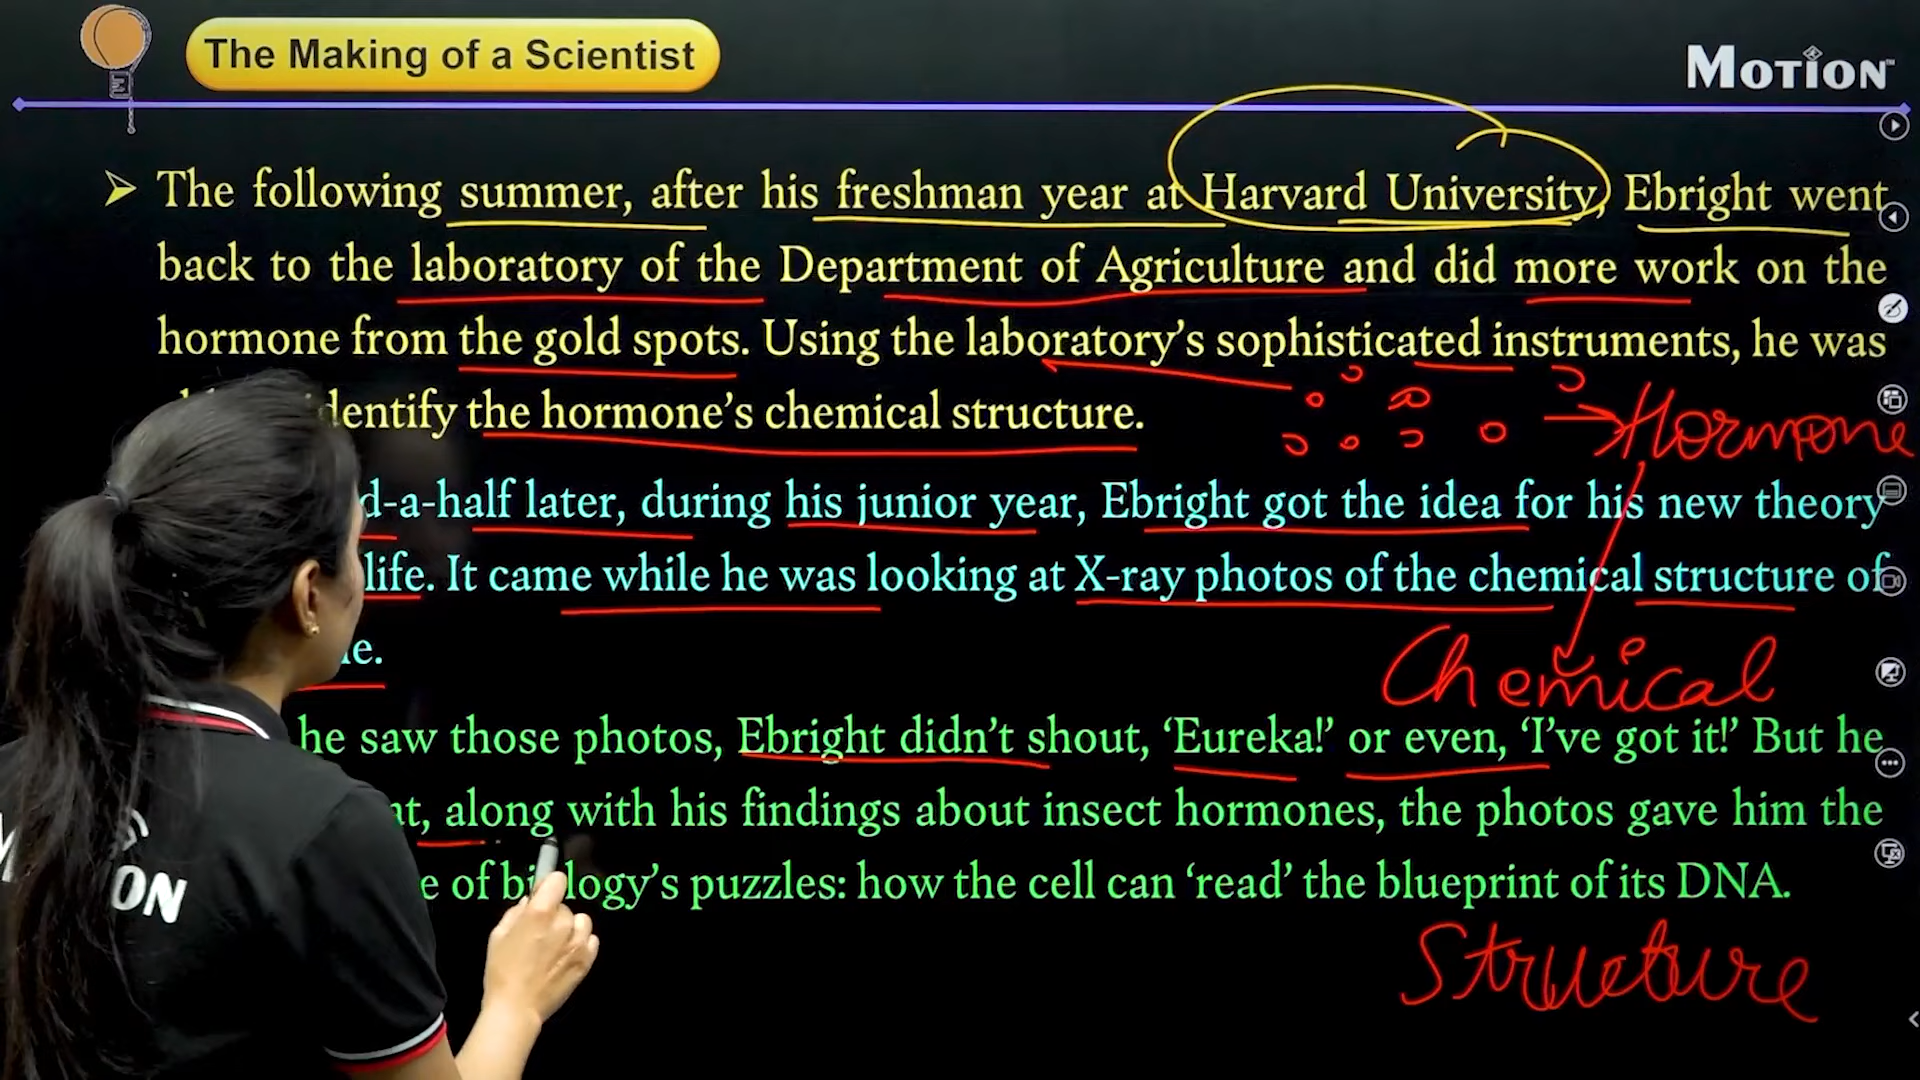 The Making of a Scientist
MOTION
The following summer, after his freshman year at Harvard University, Ebright went
back to the laboratory of the Department of Agriculture and did more work on the
hormone from the gold spots. Using the laboratory's sophisticated instruments, he was
identify the hormone's chemical structure.
Hormone
d-a-half later, during his junior year, Ebright got the idea for his new theory
life. It came while he was looking at X-ray photos of the chemical structure of
e.
Chemical
he saw those photos, Ebright didn't shout, 'Eureka!' or even, 'I've got it!' But he
at, along with his findings about insect hormones, the photos gave him the
e of biology's puzzles: how the cell can 'read' the blueprint of its DNA.
ON
Structure